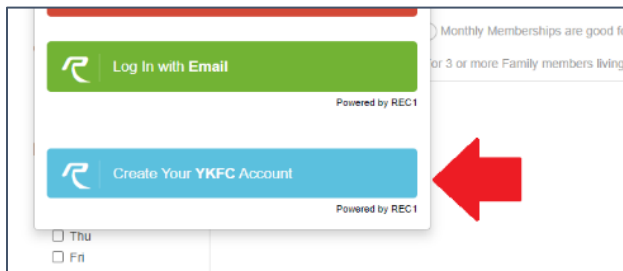 Monthly Memberships are good f
or 3 or more Family members living
Log In with Email
Powered by REC1
Create Your YKFC Account
Powered by REC1
Thu
Fri